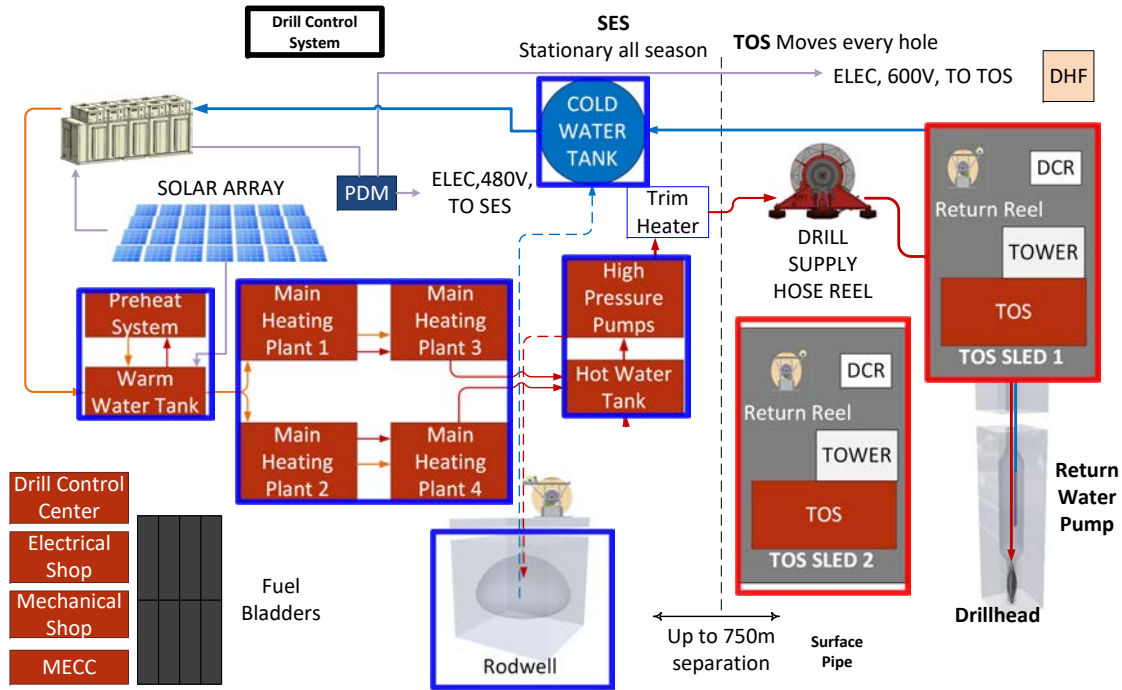 Drill Control
System
SES
Stationary all season
TOS Moves every hole
ELEC, 600V, TO TOS
DHF
COLD
WATER
TANK
SOLAR ARRAY
PDM
ELEC,480V,
TO SES
Trim
Heater
DRILL
SUPPLY
HOSE REEL
DCR
Return Reel
TOWER
TOS
TOS SLED 1
Preheat
System
Warm
Water Tank
Main
Heating
Plant 1
Main
Heating
Plant 3
High
Pressure
Pumps
Hot Water
Tank
Main
Heating
Plant 2
Main
Heating
Plant 4
DCR
Return Reel
TOWER
TOS
TOS SLED 2
Return
Water
Pump
Drillhead
Drill Control
Center
Electrical
Shop
Mechanical
Shop
MECC
Fuel
Bladders
Rodwell
Up to 750m
separation
Surface
Pipe